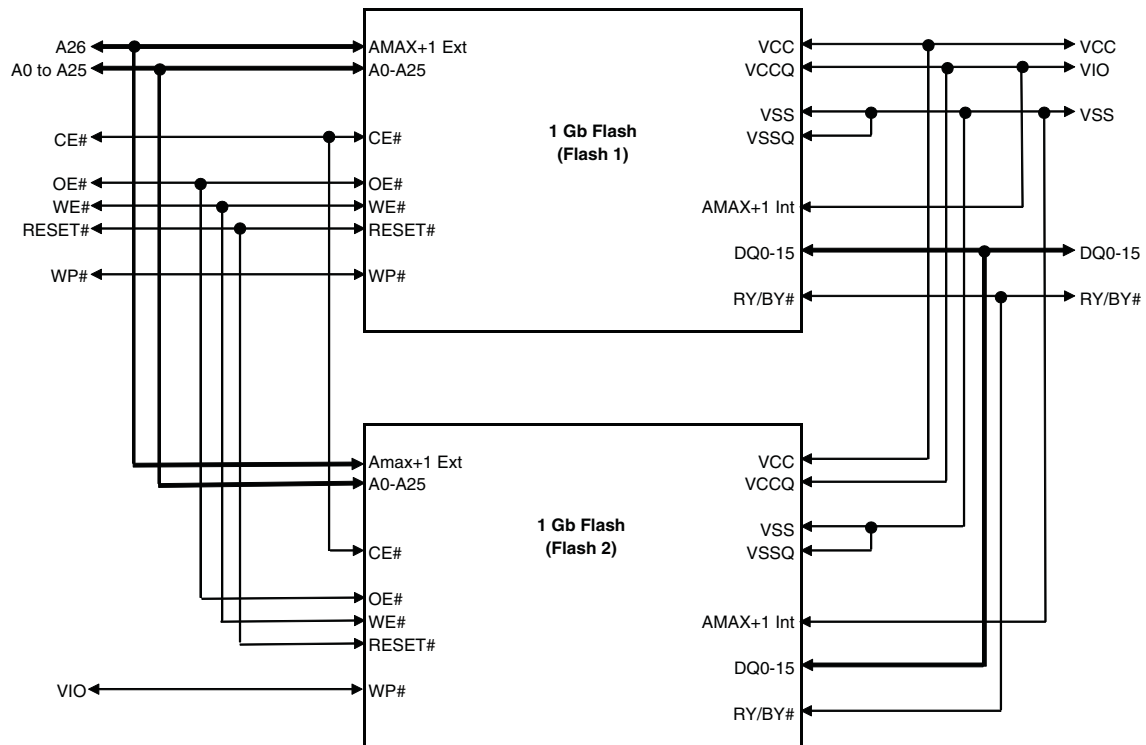 A26
A0 to A25
CE#
OE#
WE#
RESET#
WP#
AMAX+1 Ext
A0-A25
CE#
OE#
WE#
RESET#
WP#
1 Gb Flash
(Flash 1)
VCC
VCCQ
VSS
VSSQ
AMAX+1 Int
DQ0-15
RY/BY#
VCC
VIO
VSS
DQ0-15
RY/BY#
VIO
Amax+1 Ext
A0-A25
CE#
OE#
WE#
RESET#
WP#
1 Gb Flash
(Flash 2)
VCC
VCCQ
VSS
VSSQ
AMAX+1 Int
DQ0-15
RY/BY#